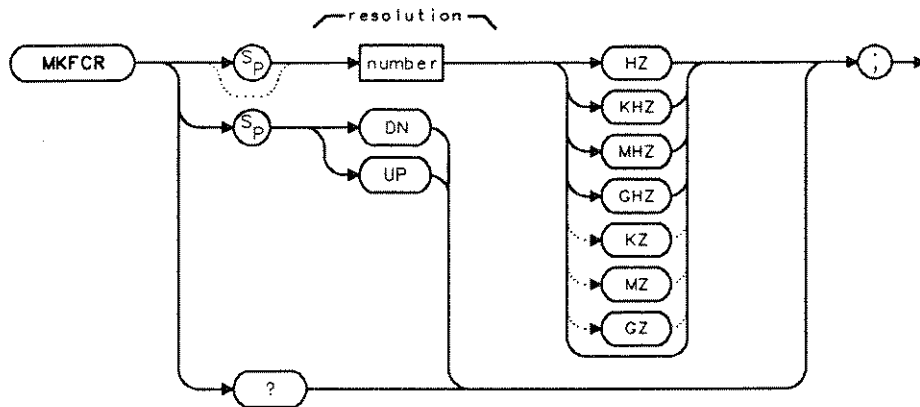 resolution
MKFCR
SP
number
HZ
;
KHZ
SP
DN
MHZ
UP
GHZ
KZ
MZ
GZ
?